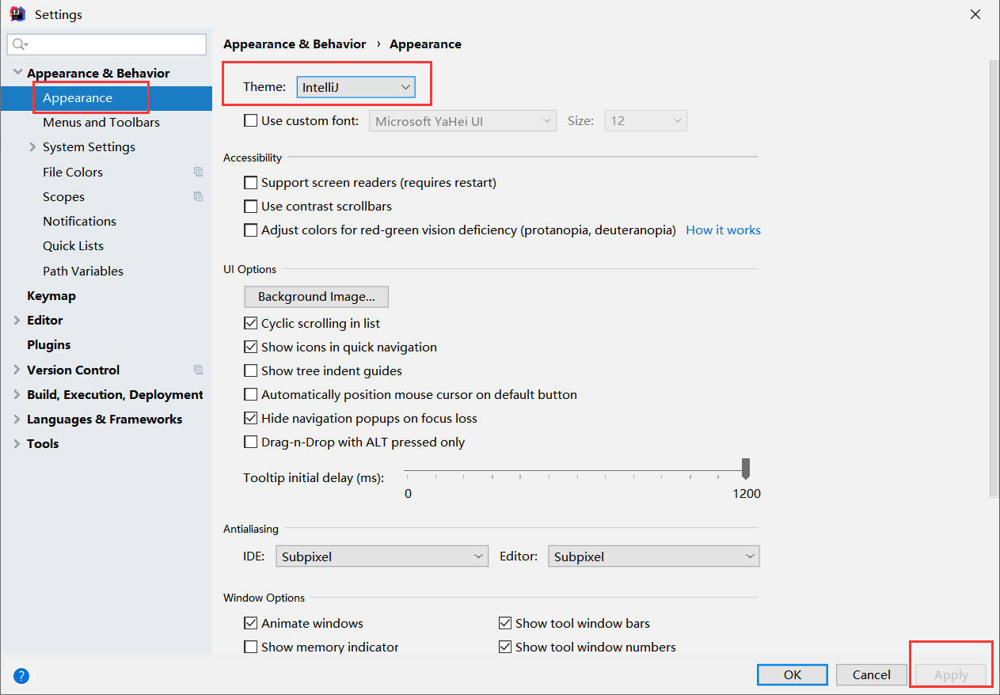 Settings
Appearance & Behavior
Appearance
Menus and Toolbars
System Settings
File Colors
Scopes
Notifications
Quick Lists
Path Variables
Keymap
Editor
Plugins
Version Control
Build, Execution, Deployment
Languages & Frameworks
Tools
?
Appearance & Behavior › Appearance
Theme: IntelliJ
Use custom font: Microsoft YaHei UI Size: 12
Accessibility
Support screen readers (requires restart)
Use contrast scrollbars
Adjust colors for red-green vision deficiency (protanopia, deuteranopia) How it works
UI Options
Background Image...
Cyclic scrolling in list
Show icons in quick navigation
Show tree indent guides
Automatically position mouse cursor on default button
Hide navigation popups on focus loss
Drag-n-Drop with ALT pressed only
Tooltip initial delay (ms):
0 1200
Antialiasing
IDE: Subpixel Editor: Subpixel
Window Options
Animate windows Show tool window bars
Show memory indicator Show tool window numbers
OK Cancel Apply